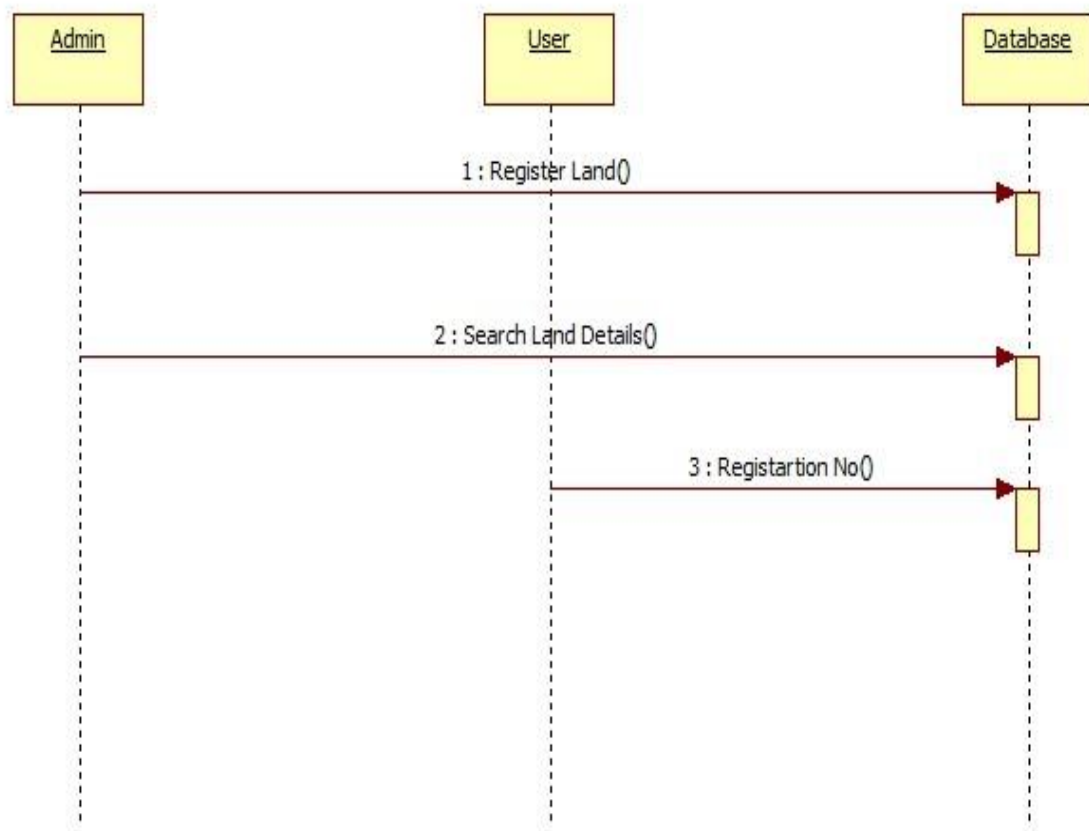 Admin
User
Database
1 : Register Land()
2 : Search Land Details()
3 : Registartion No()